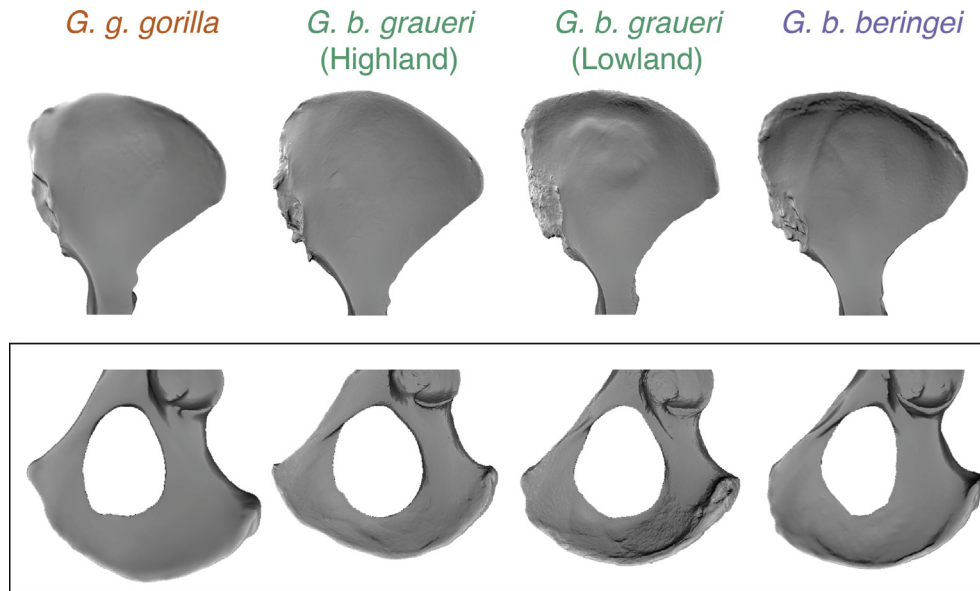 G. g. gorilla
G. b. graueri
(Highland)
G. b. graueri
(Lowland)
G. b. beringei